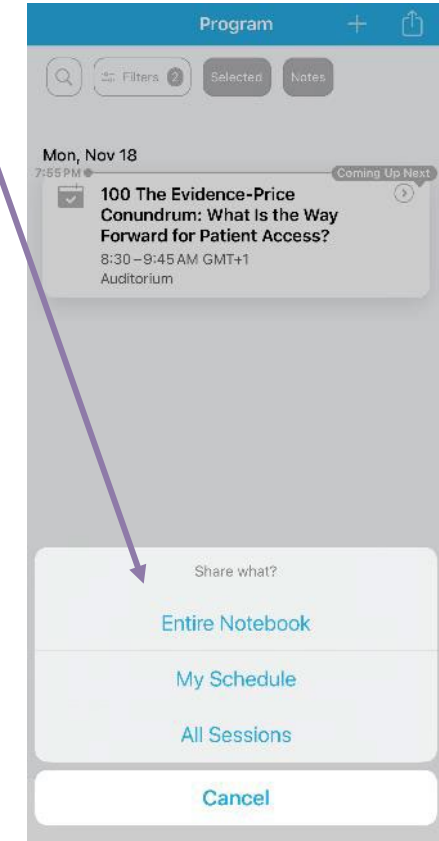 Program
Filters 2
Selected
Notes
Mon, Nov 18
7:55 PM
Coming Up Next
100 The Evidence-Price
Conundrum: What Is the Way
Forward for Patient Access?
8:30–9:45 AM GMT+1
Auditorium
Share what?
Entire Notebook
My Schedule
All Sessions
Cancel